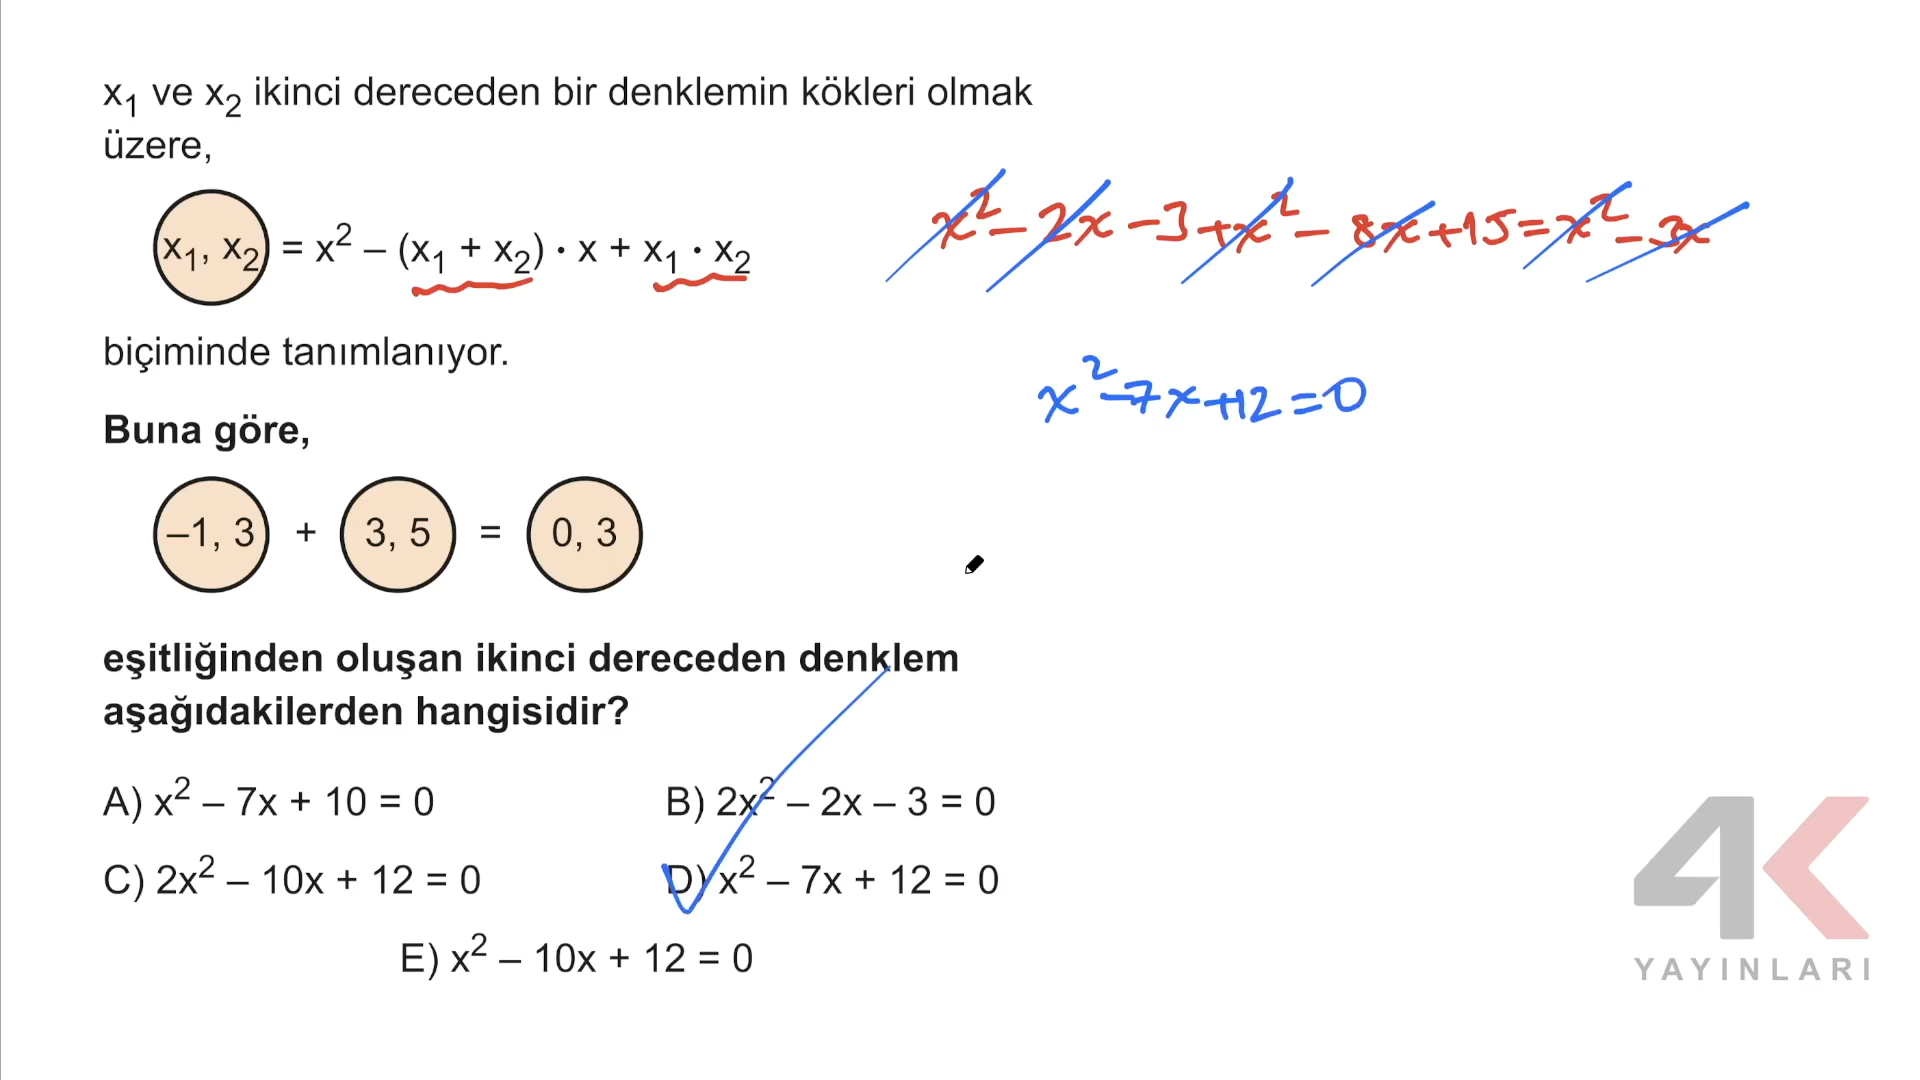 x₁ ve x₂ ikinci dereceden bir denklemin kökleri olmak
üzere,
x₁, x₂ = x² – (x₁ + x₂) · x + x₁ · x₂
x² – 2x – 3 + x² – 8x + 15 = x² – 3x
biçiminde tanımlanıyor.
x² – 7x + 12 = 0
Buna göre,
–1, 3 + 3, 5 = 0, 3
eşitliğinden oluşan ikinci dereceden denklem
aşağıdakilerden hangisidir?
A) x² – 7x + 10 = 0 B) 2x² – 2x – 3 = 0
C) 2x² – 10x + 12 = 0 D) x² – 7x + 12 = 0
E) x² – 10x + 12 = 0
4K
YAYINLARI